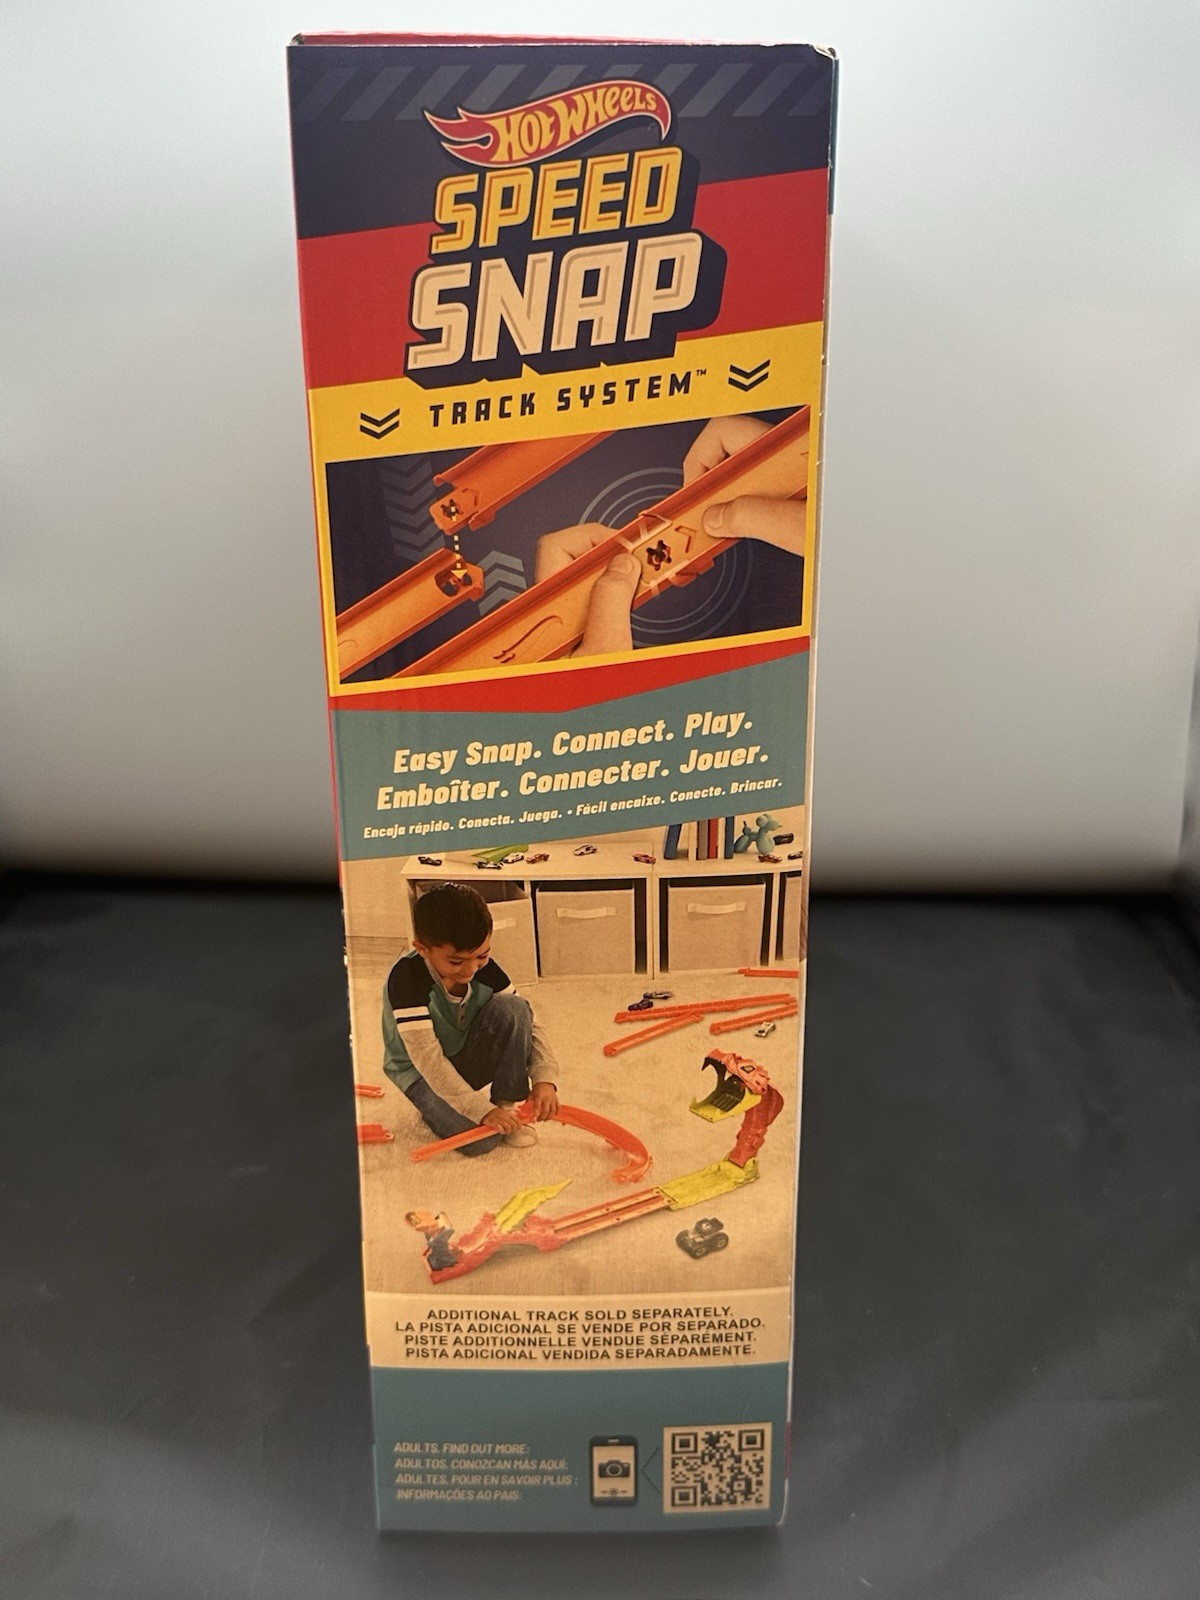 HOT WHEELS
SPEED
SNAP
TRACK SYSTEM™
Easy Snap. Connect. Play.
Emboîter. Connecter. Jouer.
Encaja rápido. Conecta. Juega. • Fácil encaixe. Conecte. Brincar.
ADDITIONAL TRACK SOLD SEPARATELY.
LA PISTA ADICIONAL SE VENDE POR SEPARADO.
PISTE ADDITIONNELLE VENDUE SÉPARÉMENT.
PISTA ADICIONAL VENDIDA SEPARADAMENTE.
ADULTS. FIND OUT MORE:
ADULTOS. CONOZCAN MÁS AQUÍ:
ADULTES. POUR EN SAVOIR PLUS :
INFORMAÇÕES AO PAIS: